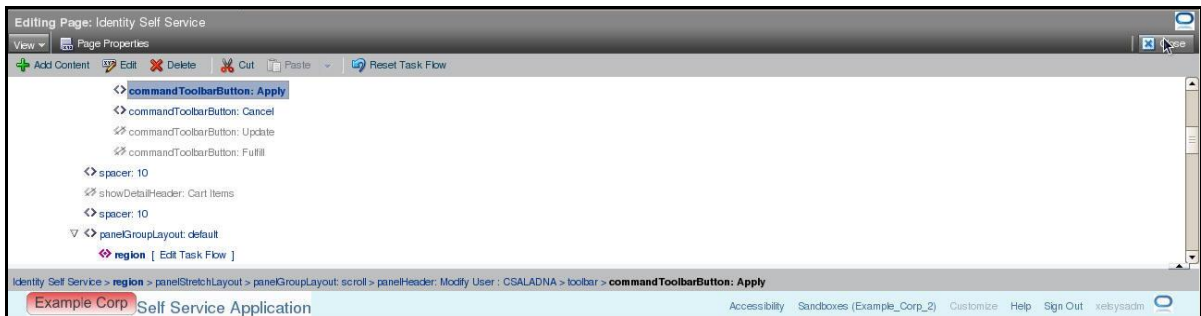 Editing Page: Identity Self Service
View Page Properties Close
Add Content Edit Delete Cut Paste Reset Task Flow
commandToolbarButton: Apply
commandToolbarButton: Cancel
commandToolbarButton: Update
commandToolbarButton: Fulfill
spacer: 10
showDetailHeader: Cart Items
spacer: 10
panelGroupLayout: default
region [ Edit Task Flow ]
Identity Self Service > region > panelStretchLayout > panelGroupLayout: scroll > panelHeader: Modify User : CSALADNA > toolbar > commandToolbarButton: Apply
Example Corp Self Service Application Accessibility Sandboxes (Example_Corp_2) Customize Help Sign Out xelsysadm